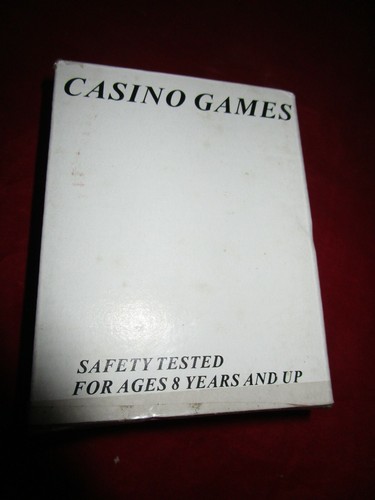 CASINO GAMES
SAFETY TESTED
FOR AGES 8 YEARS AND UP